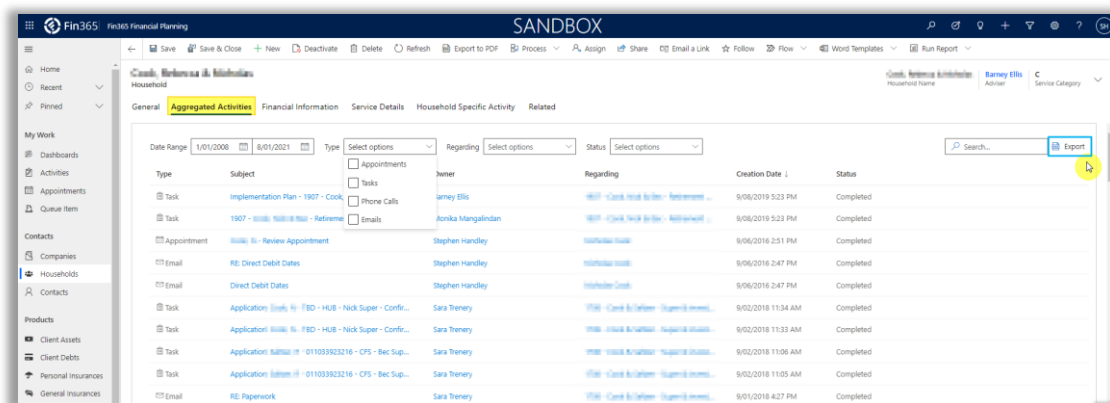 Fin365 Fin365 Financial Planning SANDBOX SH
Save Save & Close + New Deactivate Delete Refresh Export to PDF Process Assign Share Email a Link Follow Flow Word Templates Run Report
Home
Recent
Pinned
My Work
Dashboards
Activities
Appointments
Queue Item
Contacts
Companies
Households
Contacts
Products
Client Assets
Client Debts
Personal Insurances
General Insurances
Household
Household Name
Barney Ellis
Adviser
C
Service Category
General Aggregated Activities Financial Information Service Details Household Specific Activity Related
Date Range 1/01/2008 8/01/2021 Type Select options Regarding Select options Status Select options Search... Export
Appointments
Tasks
Phone Calls
Emails
Type Subject Owner Regarding Creation Date ↓ Status
Task Implementation Plan - 1907 - Cook, Barney Ellis 9/08/2019 5:23 PM Completed
Task 1907 - - Retireme Monika Mangalindan 9/08/2019 5:23 PM Completed
Appointment - Review Appointment Stephen Handley 9/06/2016 2:51 PM Completed
Email RE: Direct Debit Dates Stephen Handley 9/06/2016 2:47 PM Completed
Email Direct Debit Dates Stephen Handley 9/06/2016 2:47 PM Completed
Task Application: - TBD - HUB - Nick Super - Confir... Sara Trenery 9/02/2018 11:34 AM Completed
Task Application: - TBD - HUB - Nick Super - Confir... Sara Trenery 9/02/2018 11:33 AM Completed
Task Application: - 011033923216 - CFS - Bec Sup... Sara Trenery 9/02/2018 11:06 AM Completed
Task Application: - 011033923216 - CFS - Bec Sup... Sara Trenery 9/02/2018 11:05 AM Completed
Email RE: Paperwork Sara Trenery 9/01/2018 4:27 PM Completed